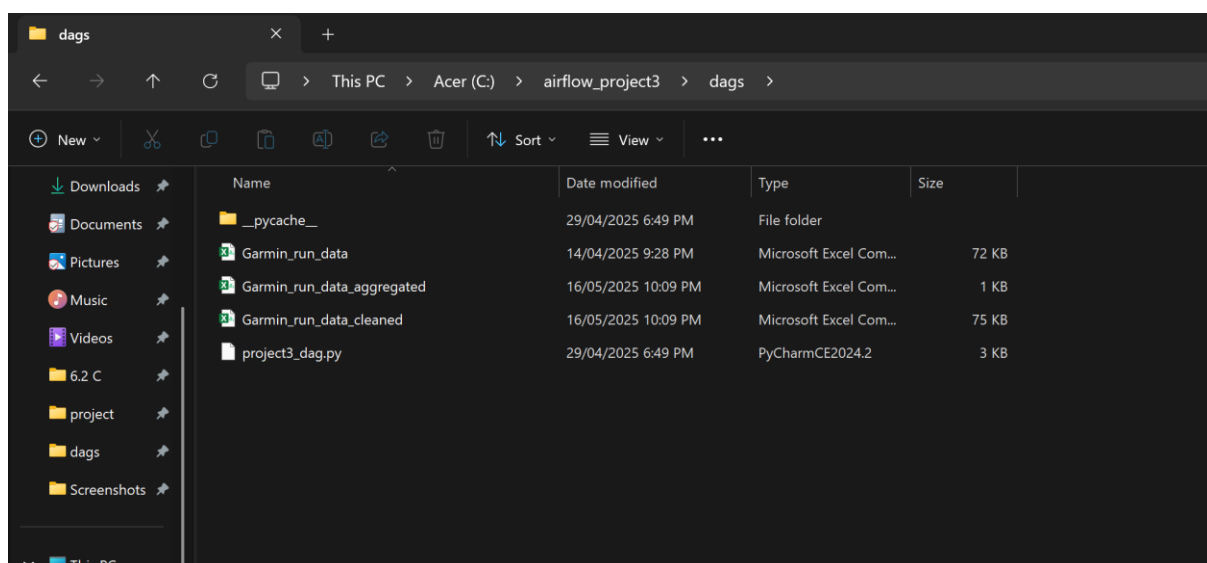 dags
This PC > Acer (C:) > airflow_project3 > dags >
New Sort View
Downloads
Documents
Pictures
Music
Videos
6.2 C
project
dags
Screenshots
Name Date modified Type Size
__pycache__ 29/04/2025 6:49 PM File folder
Garmin_run_data 14/04/2025 9:28 PM Microsoft Excel Com... 72 KB
Garmin_run_data_aggregated 16/05/2025 10:09 PM Microsoft Excel Com... 1 KB
Garmin_run_data_cleaned 16/05/2025 10:09 PM Microsoft Excel Com... 75 KB
project3_dag.py 29/04/2025 6:49 PM PyCharmCE2024.2 3 KB
This PC